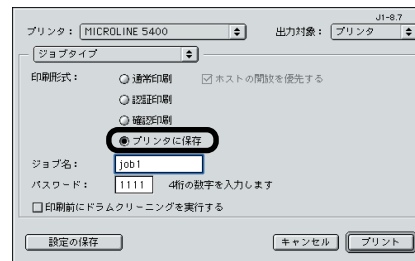 J1-8.7
プリンタ： MICROLINE 5400 出力対象： プリンタ
ジョブタイプ
印刷形式： 通常印刷 ホストの開放を優先する
認証印刷
確認印刷
プリンタに保存
ジョブ名： job1
パスワード： 1111 4桁の数字を入力します
印刷前にドラムクリーニングを実行する
設定の保存 キャンセル プリント